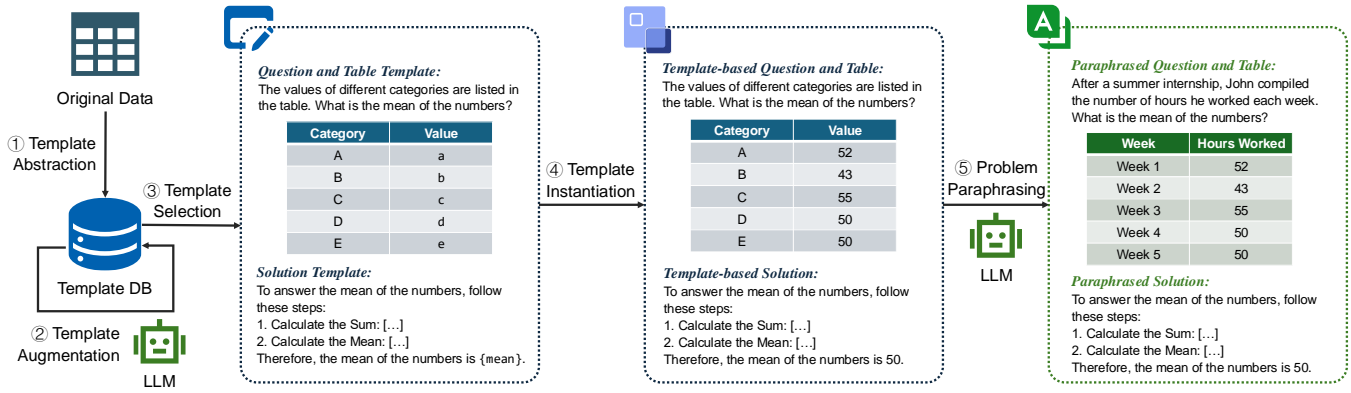 Original Data
① Template
Abstraction
Template DB
② Template
Augmentation
LLM
③ Template
Selection
Question and Table Template:
The values of different categories are listed in
the table. What is the mean of the numbers?
Category Value
A a
B b
C c
D d
E e
Solution Template:
To answer the mean of the numbers, follow
these steps:
1. Calculate the Sum: […]
2. Calculate the Mean: […]
Therefore, the mean of the numbers is {mean}.
④ Template
Instantiation
Template-based Question and Table:
The values of different categories are listed in
the table. What is the mean of the numbers?
Category Value
A 52
B 43
C 55
D 50
E 50
Template-based Solution:
To answer the mean of the numbers, follow
these steps:
1. Calculate the Sum: […]
2. Calculate the Mean: […]
Therefore, the mean of the numbers is 50.
⑤ Problem
Paraphrasing
LLM
A
Paraphrased Question and Table:
After a summer internship, John compiled
the number of hours he worked each week.
What is the mean of the numbers?
Week Hours Worked
Week 1 52
Week 2 43
Week 3 55
Week 4 50
Week 5 50
Paraphrased Solution:
To answer the mean of the numbers, follow
these steps:
1. Calculate the Sum: […]
2. Calculate the Mean: […]
Therefore, the mean of the numbers is 50.